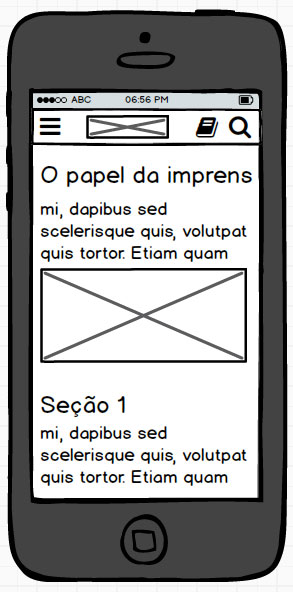 ABC 06:56 PM
O papel da imprens
mi, dapibus sed
scelerisque quis, volutpat
quis tortor. Etiam quam
Seção 1
mi, dapibus sed
scelerisque quis, volutpat
quis tortor. Etiam quam